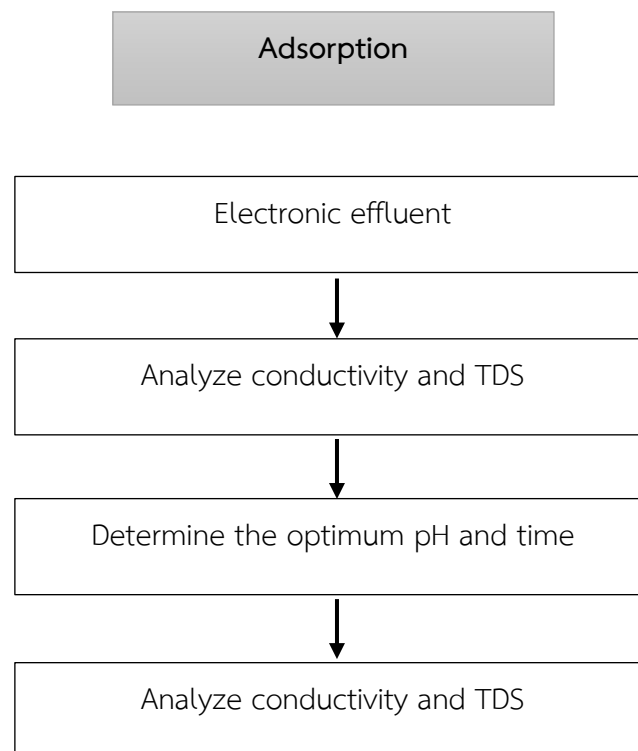 Adsorption
Electronic effluent
Analyze conductivity and TDS
Determine the optimum pH and time
Analyze conductivity and TDS